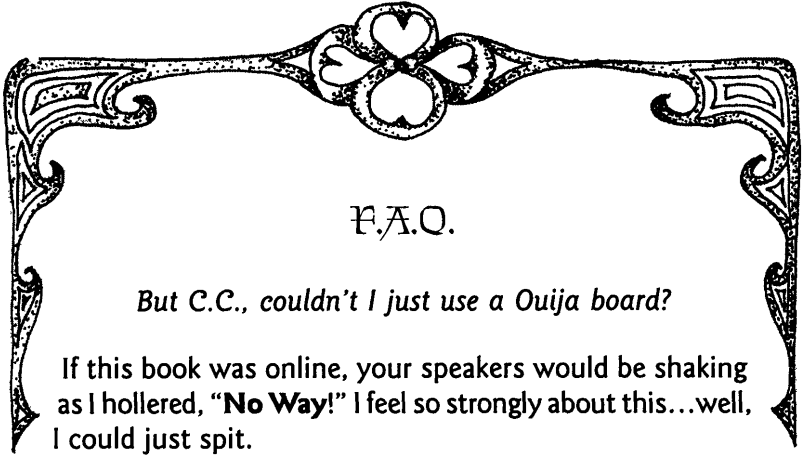 F.A.Q.
But C.C., couldn't I just use a Ouija board?
If this book was online, your speakers would be shaking
as I hollered, “No Way!” I feel so strongly about this...well,
I could just spit.